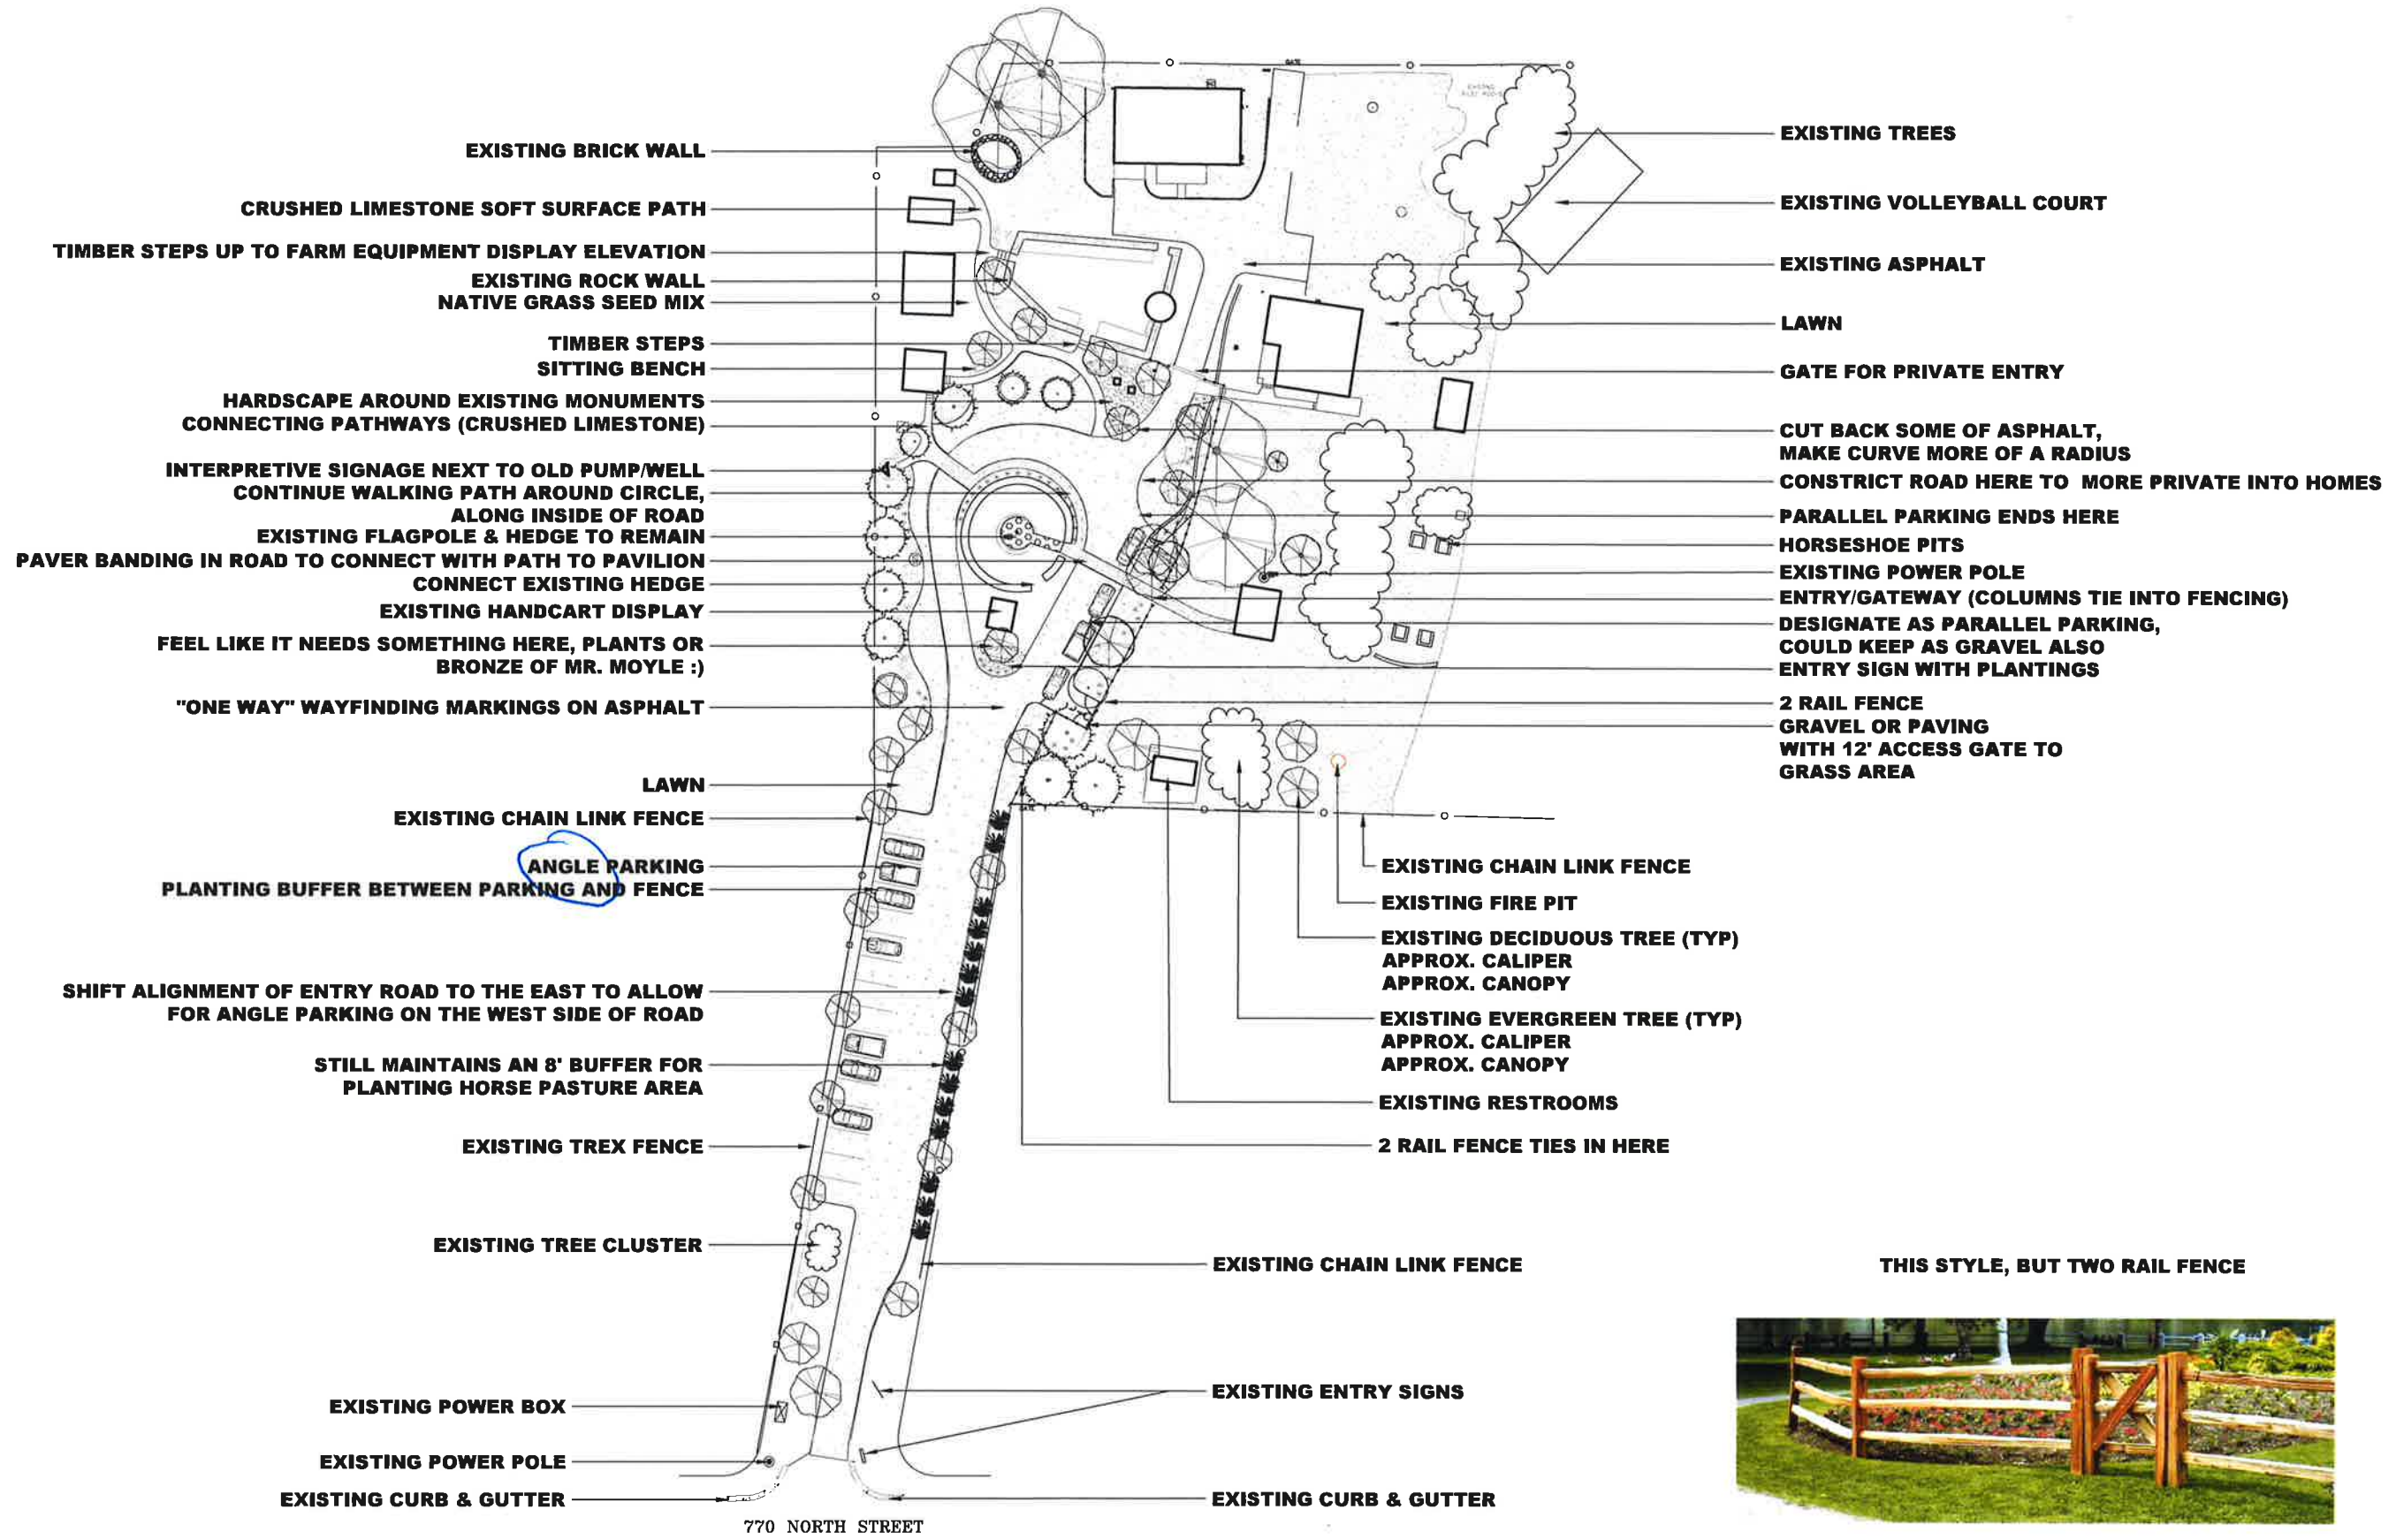 GATE
EXISTING BRICK WALL
CRUSHED LIMESTONE SOFT SURFACE PATH
TIMBER STEPS UP TO FARM EQUIPMENT DISPLAY ELEVATION
EXISTING ROCK WALL
NATIVE GRASS SEED MIX
TIMBER STEPS
SITTING BENCH
HARDSCAPE AROUND EXISTING MONUMENTS
CONNECTING PATHWAYS (CRUSHED LIMESTONE)
INTERPRETIVE SIGNAGE NEXT TO OLD PUMP/WELL
CONTINUE WALKING PATH AROUND CIRCLE,
ALONG INSIDE OF ROAD
EXISTING FLAGPOLE & HEDGE TO REMAIN
PAVER BANDING IN ROAD TO CONNECT WITH PATH TO PAVILION
CONNECT EXISTING HEDGE
EXISTING HANDCART DISPLAY
FEEL LIKE IT NEEDS SOMETHING HERE, PLANTS OR
BRONZE OF MR. MOYLE :)
"ONE WAY" WAYFINDING MARKINGS ON ASPHALT
LAWN
EXISTING CHAIN LINK FENCE
ANGLE PARKING
PLANTING BUFFER BETWEEN PARKING AND FENCE
SHIFT ALIGNMENT OF ENTRY ROAD TO THE EAST TO ALLOW
FOR ANGLE PARKING ON THE WEST SIDE OF ROAD
STILL MAINTAINS AN 8' BUFFER FOR
PLANTING HORSE PASTURE AREA
EXISTING TREX FENCE
EXISTING TREE CLUSTER
EXISTING POWER BOX
EXISTING POWER POLE
EXISTING CURB & GUTTER
770 NORTH STREET
EXISTING TREES
EXISTING VOLLEYBALL COURT
EXISTING ASPHALT
LAWN
GATE FOR PRIVATE ENTRY
CUT BACK SOME OF ASPHALT,
MAKE CURVE MORE OF A RADIUS
CONSTRICT ROAD HERE TO MORE PRIVATE INTO HOMES
PARALLEL PARKING ENDS HERE
HORSESHOE PITS
EXISTING POWER POLE
ENTRY/GATEWAY (COLUMNS TIE INTO FENCING)
DESIGNATE AS PARALLEL PARKING,
COULD KEEP AS GRAVEL ALSO
ENTRY SIGN WITH PLANTINGS
2 RAIL FENCE
GRAVEL OR PAVING
WITH 12' ACCESS GATE TO
GRASS AREA
EXISTING CHAIN LINK FENCE
EXISTING FIRE PIT
EXISTING DECIDUOUS TREE (TYP)
APPROX. CALIPER
APPROX. CANOPY
EXISTING EVERGREEN TREE (TYP)
APPROX. CALIPER
APPROX. CANOPY
EXISTING RESTROOMS
2 RAIL FENCE TIES IN HERE
EXISTING CHAIN LINK FENCE
EXISTING ENTRY SIGNS
EXISTING CURB & GUTTER
THIS STYLE, BUT TWO RAIL FENCE